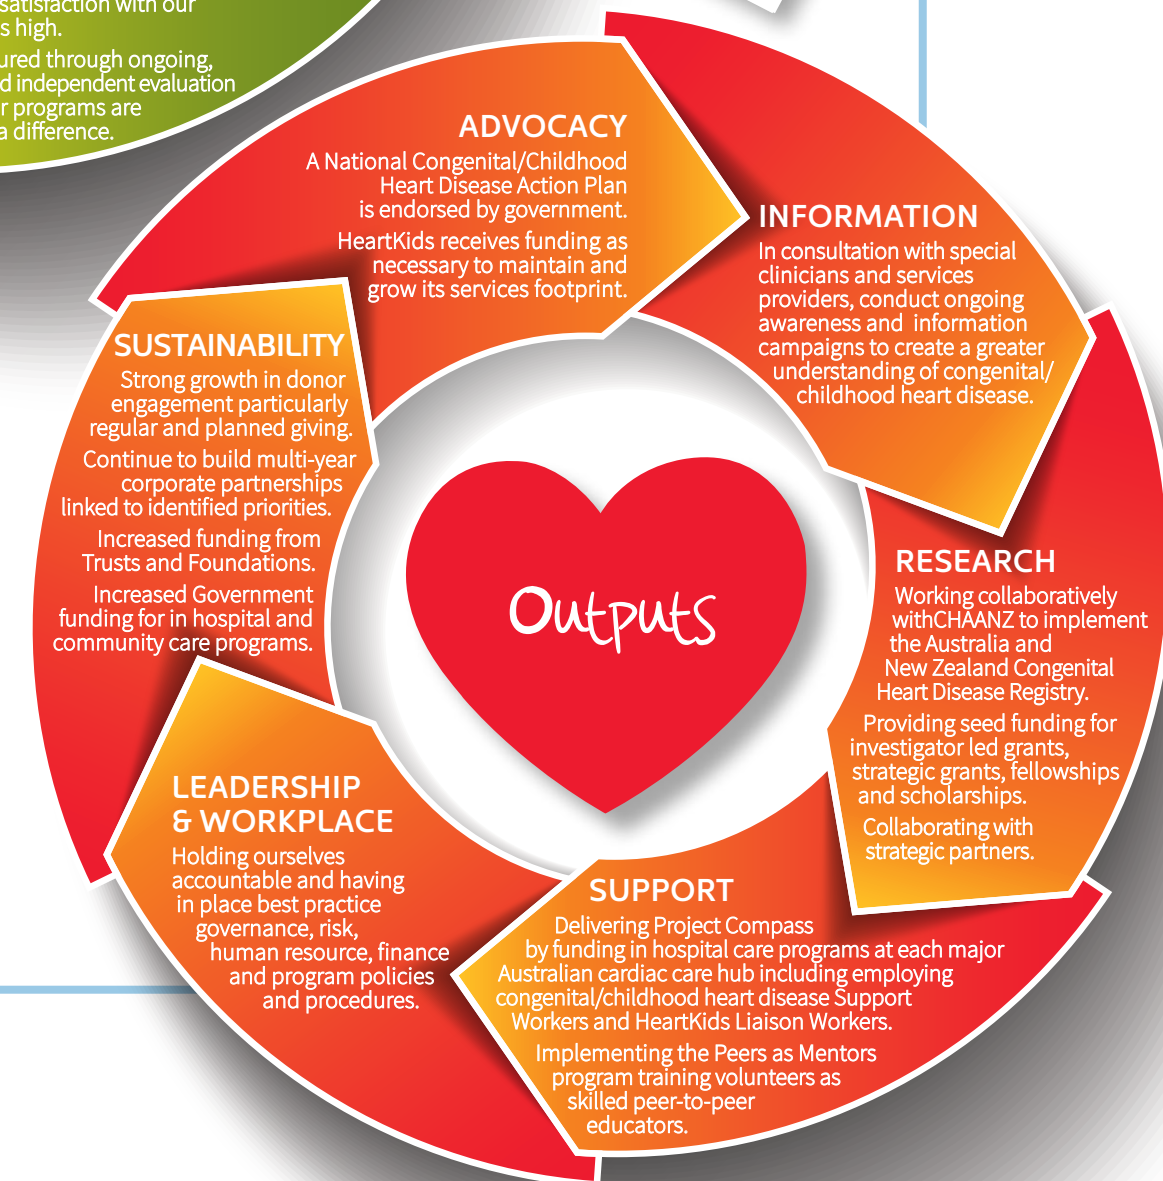 satisfaction with our
s high.
ured through ongoing,
d independent evaluation
r programs are
a difference.
ADVOCACY
A National Congenital/Childhood
Heart Disease Action Plan
is endorsed by government.
HeartKids receives funding as
necessary to maintain and
grow its services footprint.
INFORMATION
In consultation with special
clinicians and services
providers, conduct ongoing
awareness and information
campaigns to create a greater
understanding of congenital/
childhood heart disease.
RESEARCH
Working collaboratively
withCHAANZ to implement
the Australia and
New Zealand Congenital
Heart Disease Registry.
Providing seed funding for
investigator led grants,
strategic grants, fellowships
and scholarships.
Collaborating with
strategic partners.
SUPPORT
Delivering Project Compass
by funding in hospital care programs at each major
Australian cardiac care hub including employing
congenital/childhood heart disease Support
Workers and HeartKids Liaison Workers.
Implementing the Peers as Mentors
program training volunteers as
skilled peer-to-peer
educators.
LEADERSHIP
& WORKPLACE
Holding ourselves
accountable and having
in place best practice
governance, risk,
human resource, finance
and program policies
and procedures.
SUSTAINABILITY
Strong growth in donor
engagement particularly
regular and planned giving.
Continue to build multi-year
corporate partnerships
linked to identified priorities.
Increased funding from
Trusts and Foundations.
Increased Government
funding for in hospital and
community care programs.
Outputs